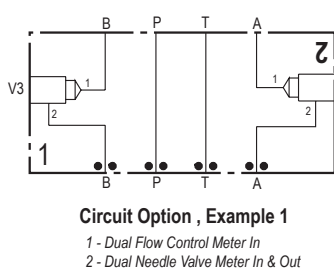 B P T A
V3 1 1 2
2 2
1
B P T A
Circuit Option , Example 1
1 - Dual Flow Control Meter In
2 - Dual Needle Valve Meter In & Out